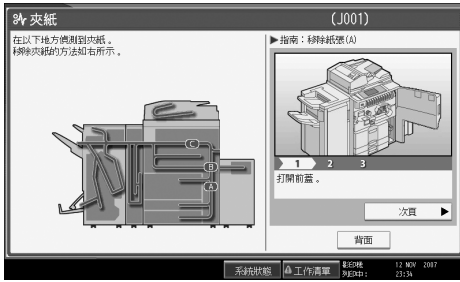 夾紙
(J001)
在以下地方偵測到夾紙。
移除夾紙的方法如右所示。
▶指南:移除紙張(A)
C
B
A
1 2 3
打開前蓋。
次頁 ▶
背面
系統狀態
工作清單
影印機
列印中:
12 NOV 2007
23:34